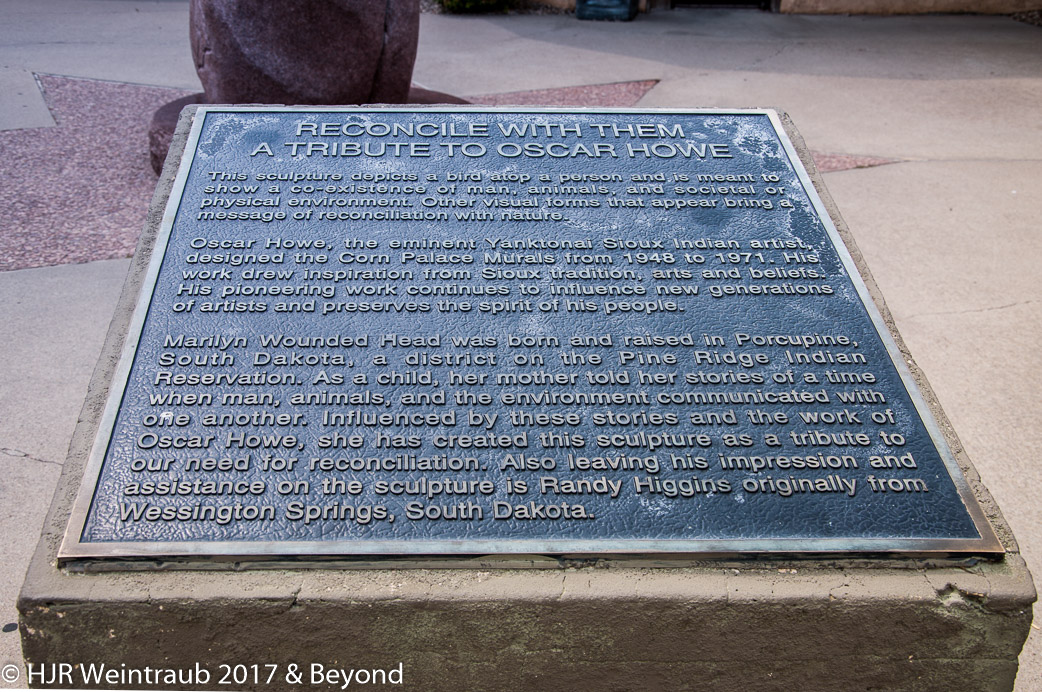 RECONCILE WITH THEM
A TRIBUTE TO OSCAR HOWE
This sculpture depicts a bird atop a person and is meant to
show a co-existence of man, animals, and societal or
physical environment. Other visual forms that appear bring a
message of reconciliation with nature.
Oscar Howe, the eminent Yanktonai Sioux Indian artist,
designed the Corn Palace Murals from 1948 to 1971. His
work drew inspiration from Sioux tradition, arts and beliefs.
His pioneering work continues to influence new generations
of artists and preserves the spirit of his people.
Marilyn Wounded Head was born and raised in Porcupine,
South Dakota, a district on the Pine Ridge Indian
Reservation. As a child, her mother told her stories of a time
when man, animals, and the environment communicated with
one another. Influenced by these stories and the work of
Oscar Howe, she has created this sculpture as a tribute to
our need for reconciliation. Also leaving his impression and
assistance on the sculpture is Randy Higgins originally from
Wessington Springs, South Dakota.
© HJR Weintraub 2017 & Beyond